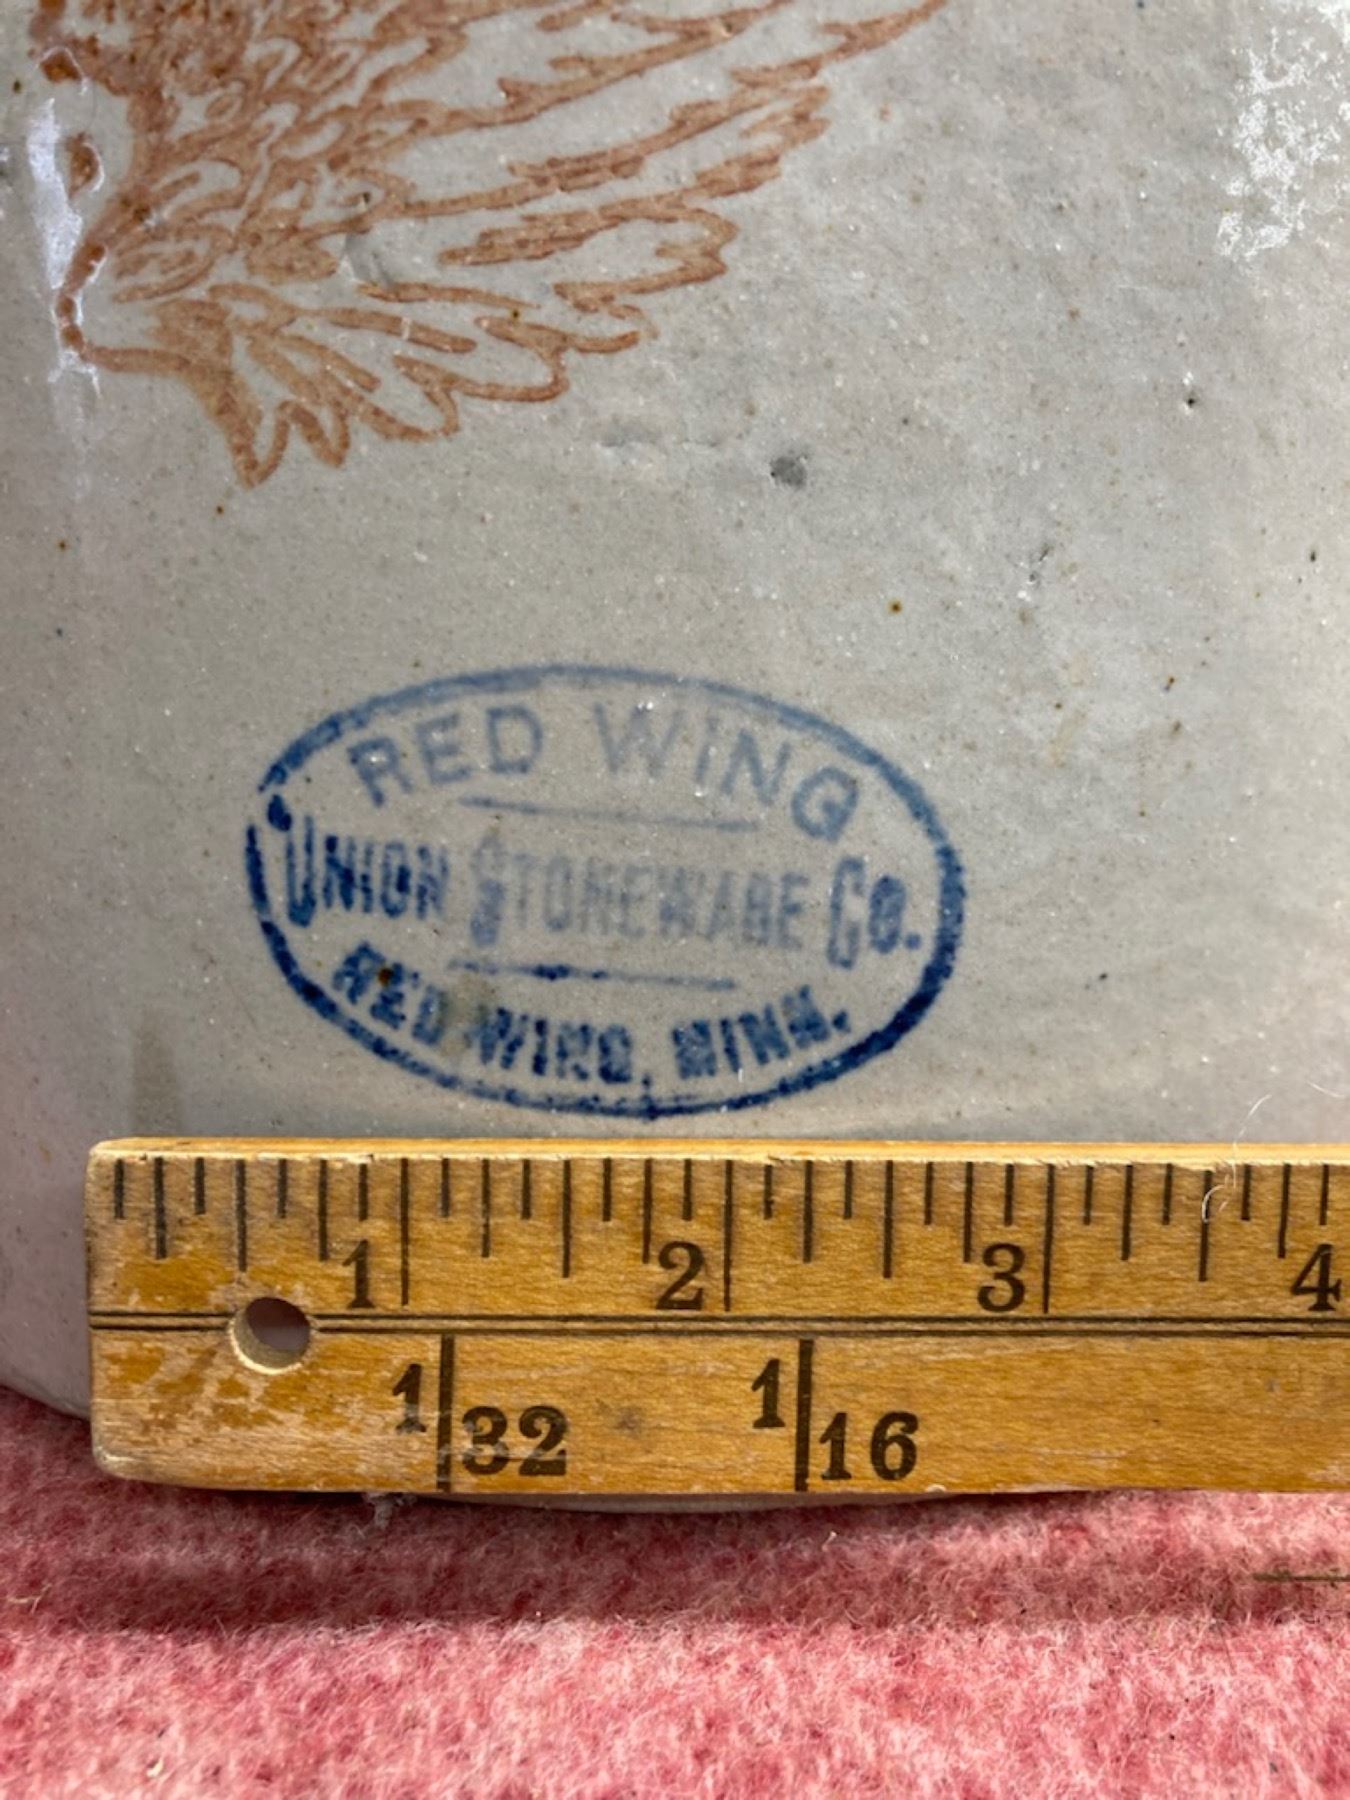 RED WING
UNION STONEWARE CO.
RED WING, MINN.
1 2 3 4
1/32 1/16